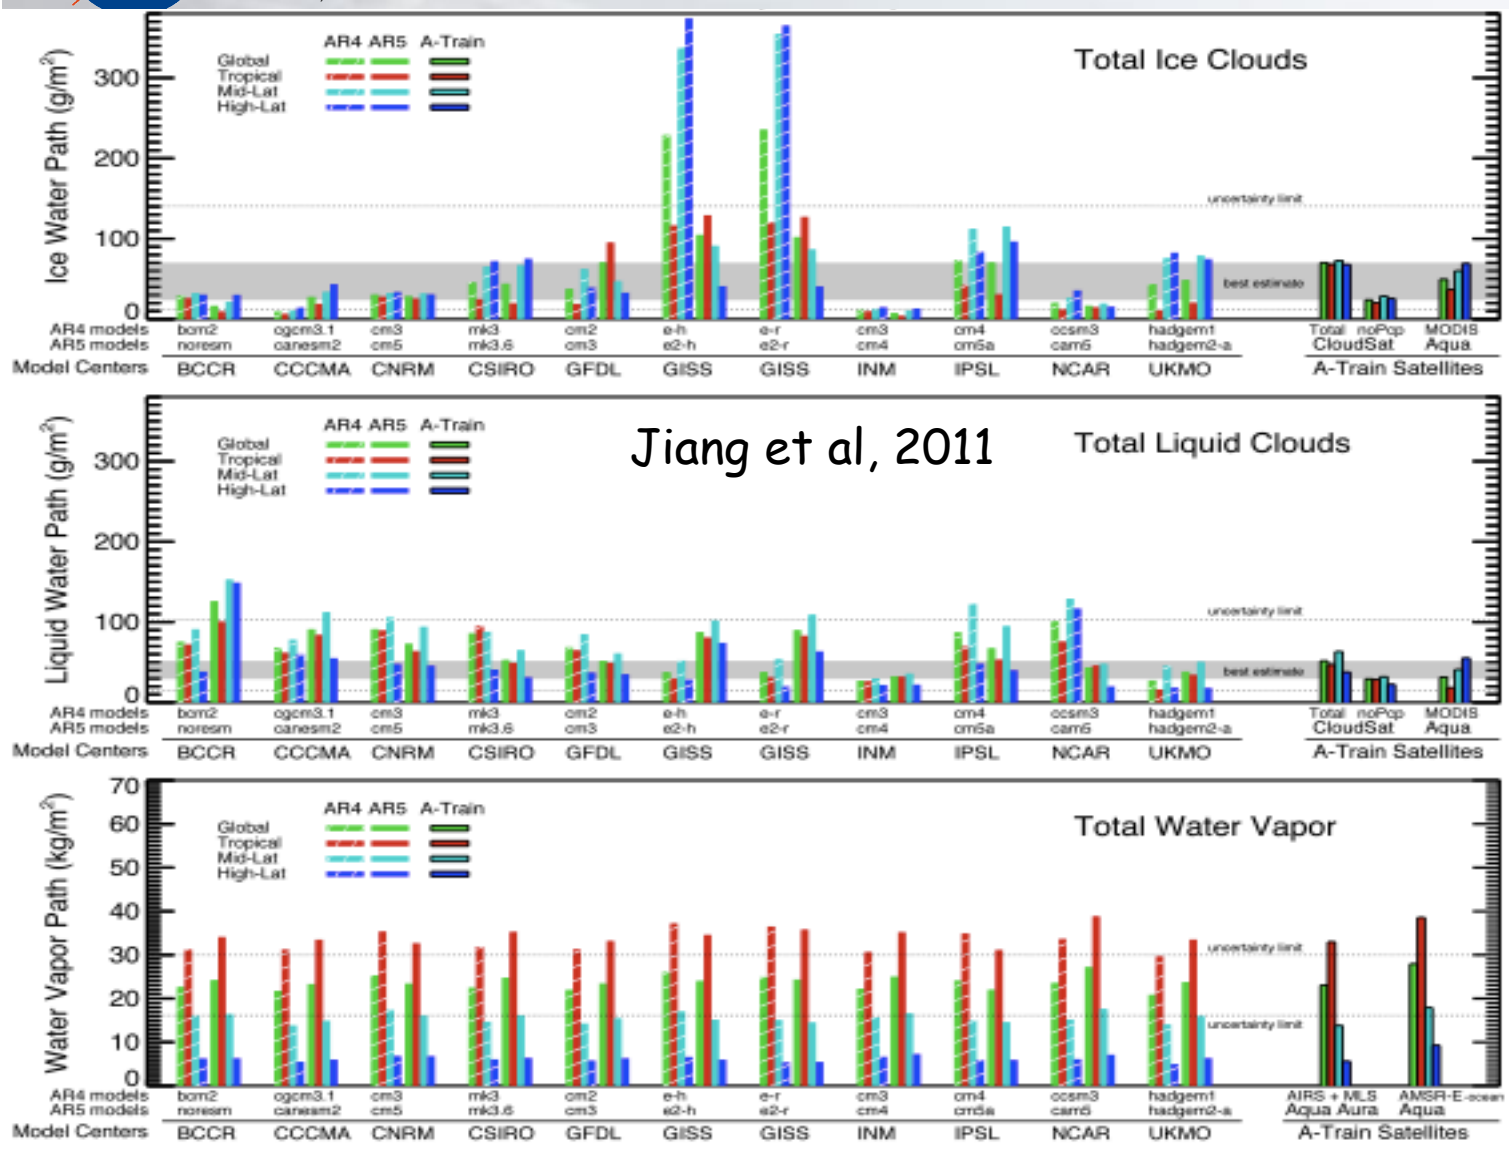 Total Ice Clouds
Ice Water Path (g/m²)
AR4 AR5 A-Train
Global
Tropical
Mid-Lat
High-Lat
300
200
100
0
uncertainty limit
best estimate
AR4 models bcm2 cgcm3.1 cm3 mk3 cm2 e-h e-r cm3 cm4 ccsm3 hadgem1 Total noPcp MODIS
AR5 models noresm canesm2 cm5 mk3.6 cm3 e2-h e2-r cm4 cm5a cam5 hadgem2-a CloudSat Aqua
Model Centers BCCR CCCMA CNRM CSIRO GFDL GISS GISS INM IPSL NCAR UKMO A-Train Satellites
Jiang et al, 2011
Total Liquid Clouds
Liquid Water Path (g/m²)
AR4 AR5 A-Train
Global
Tropical
Mid-Lat
High-Lat
300
200
100
0
uncertainty limit
best estimate
AR4 models bcm2 cgcm3.1 cm3 mk3 cm2 e-h e-r cm3 cm4 ccsm3 hadgem1 Total noPcp MODIS
AR5 models noresm canesm2 cm5 mk3.6 cm3 e2-h e2-r cm4 cm5a cam5 hadgem2-a CloudSat Aqua
Model Centers BCCR CCCMA CNRM CSIRO GFDL GISS GISS INM IPSL NCAR UKMO A-Train Satellites
Total Water Vapor
Water Vapor Path (kg/m²)
AR4 AR5 A-Train
Global
Tropical
Mid-Lat
High-Lat
70
60
50
40
30
20
10
0
uncertainty limit
uncertainty limit
AR4 models bcm2 cgcm3.1 cm3 mk3 cm2 e-h e-r cm3 cm4 ccsm3 hadgem1 AIRS + MLS AMSR-E-ocean
AR5 models noresm canesm2 cm5 mk3.6 cm3 e2-h e2-r cm4 cm5a cam5 hadgem2-a Aqua Aura Aqua
Model Centers BCCR CCCMA CNRM CSIRO GFDL GISS GISS INM IPSL NCAR UKMO A-Train Satellites